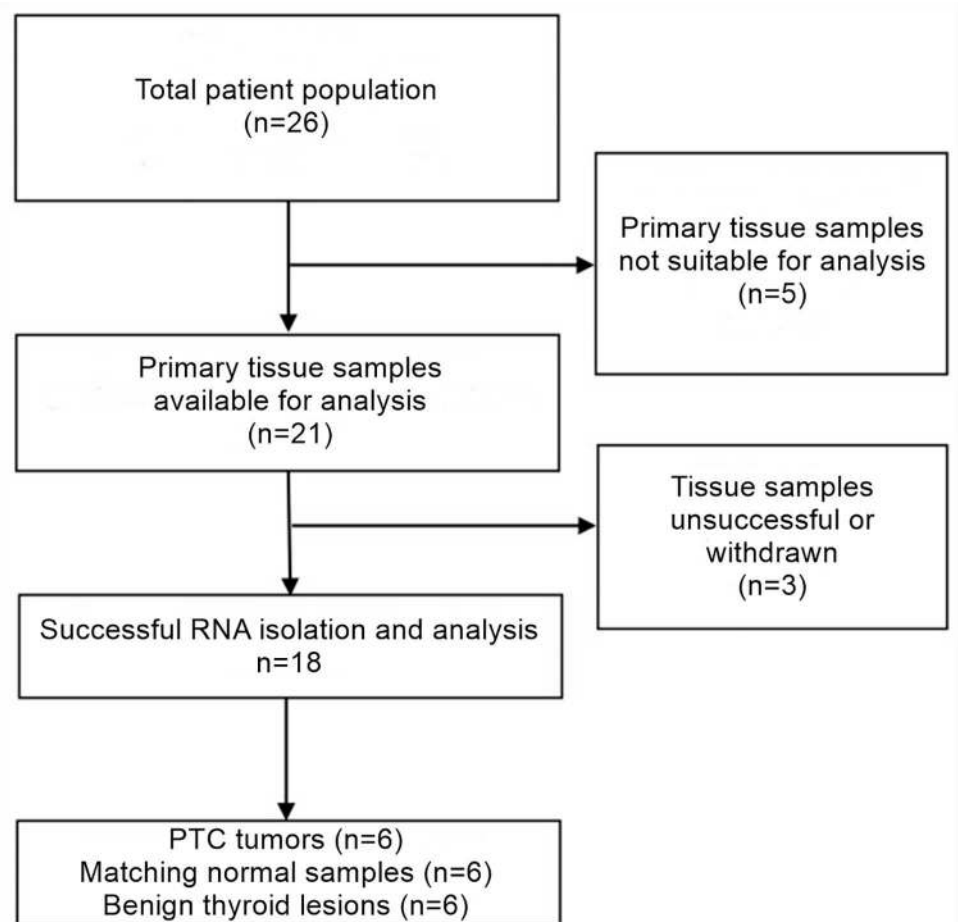 Total patient population
(n=26)
Primary tissue samples
not suitable for analysis
(n=5)
Primary tissue samples
available for analysis
(n=21)
Tissue samples
unsuccessful or
withdrawn
(n=3)
Successful RNA isolation and analysis
n=18
PTC tumors (n=6)
Matching normal samples (n=6)
Benign thyroid lesions (n=6)